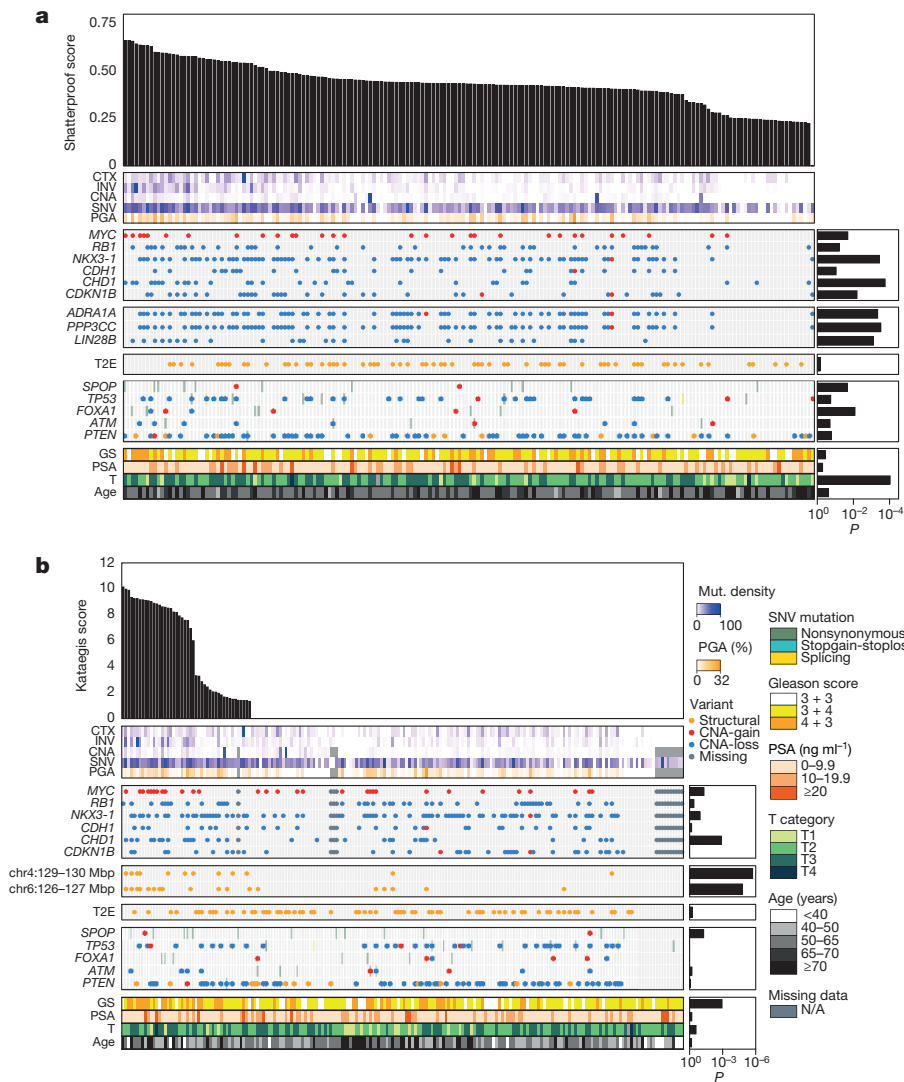 a
Shatterproof score
0.75
0.50
0.25
0
CTX
INV
CNA
SNV
PGA
MYC
RB1
NKX3-1
CDH1
CHD1
CDKN1B
ADRA1A
PPP3CC
LIN28B
T2E
SPOP
TP53
FOXA1
ATM
PTEN
GS
PSA
T
Age
10⁰ 10⁻² 10⁻⁴
P
b
Kataegis score
12
10
8
6
4
2
0
CTX
INV
CNA
SNV
PGA
MYC
RB1
NKX3-1
CDH1
CHD1
CDKN1B
chr4:129–130 Mbp
chr6:126–127 Mbp
T2E
SPOP
TP53
FOXA1
ATM
PTEN
GS
PSA
T
Age
10⁰ 10⁻³ 10⁻⁶
P
Mut. density
0 100
PGA (%)
0 32
Variant
Structural
CNA-gain
CNA-loss
Missing
SNV mutation
Nonsynonymous
Stopgain-stoplos
Splicing
Gleason score
3 + 3
3 + 4
4 + 3
PSA (ng ml⁻¹)
0–9.9
10–19.9
≥20
T category
T1
T2
T3
T4
Age (years)
<40
40–50
50–65
65–70
≥70
Missing data
N/A